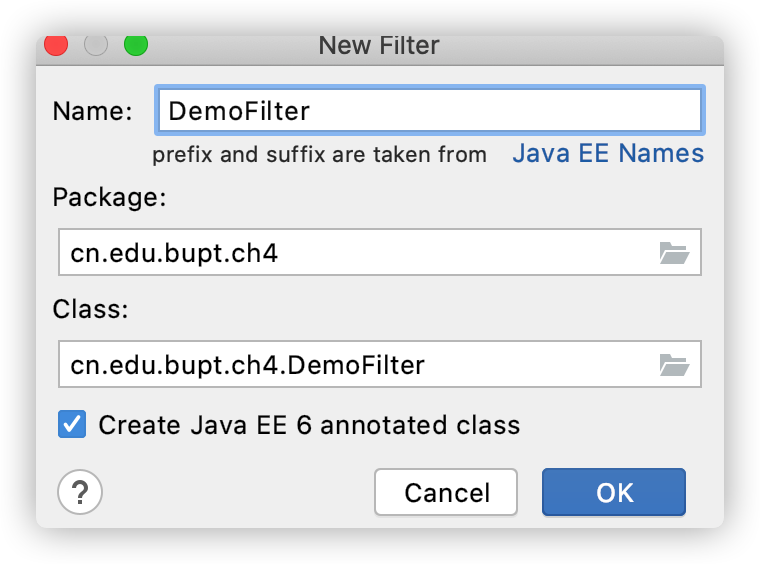 New Filter
Name: DemoFilter
prefix and suffix are taken from Java EE Names
Package:
cn.edu.bupt.ch4
Class:
cn.edu.bupt.ch4.DemoFilter
Create Java EE 6 annotated class
? Cancel OK